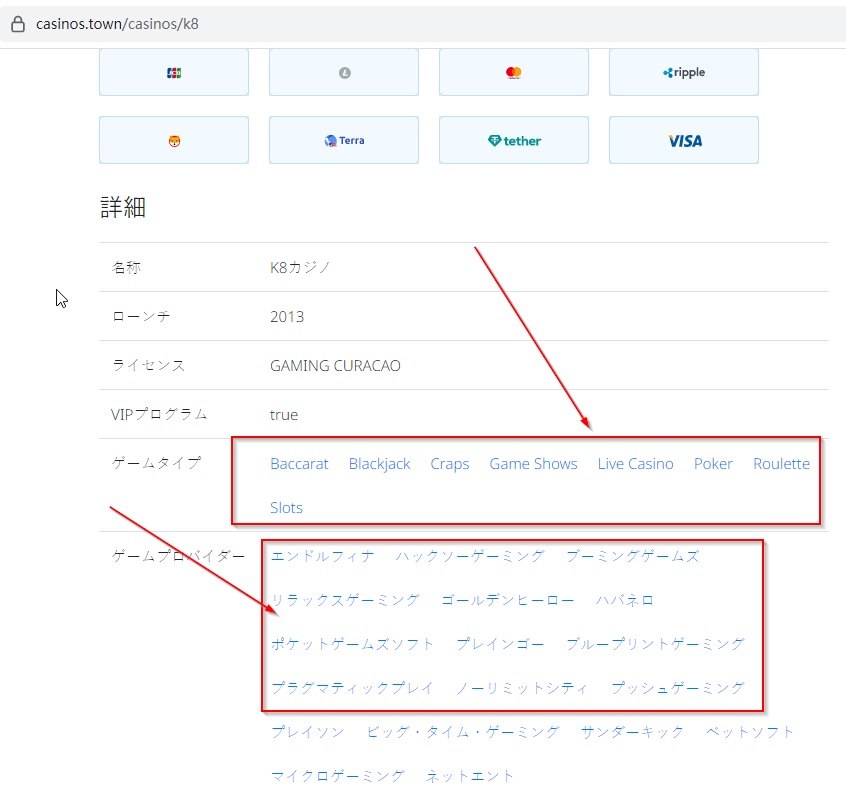 casinos.town/casinos/k8
JCB ripple
Terra tether VISA
詳細
名称 K8カジノ
ローンチ 2013
ライセンス GAMING CURACAO
VIPプログラム true
ゲームタイプ Baccarat Blackjack Craps Game Shows Live Casino Poker Roulette
Slots
ゲームプロバイダー エンドルフィナ ハックソーゲーミング ブーミングゲームズ
リラックスゲーミング ゴールデンヒーロー ハバネロ
ポケットゲームズソフト プレインゴー ブループリントゲーミング
プラグマティックプレイ ノーリミットシティ プッシュゲーミング
プレイソン ビッグ・タイム・ゲーミング サンダーキック ベットソフト
マイクロゲーミング ネットエント